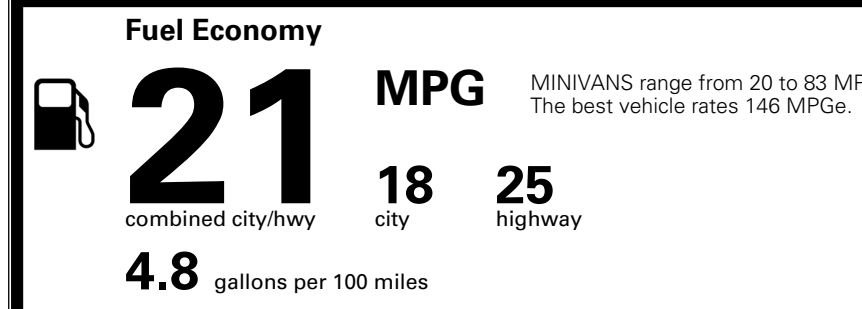 Fuel Economy
21 MPG
MINIVANS range from 20 to 83 MP
The best vehicle rates 146 MPGe.
18 25
combined city/hwy city highway
4.8 gallons per 100 miles